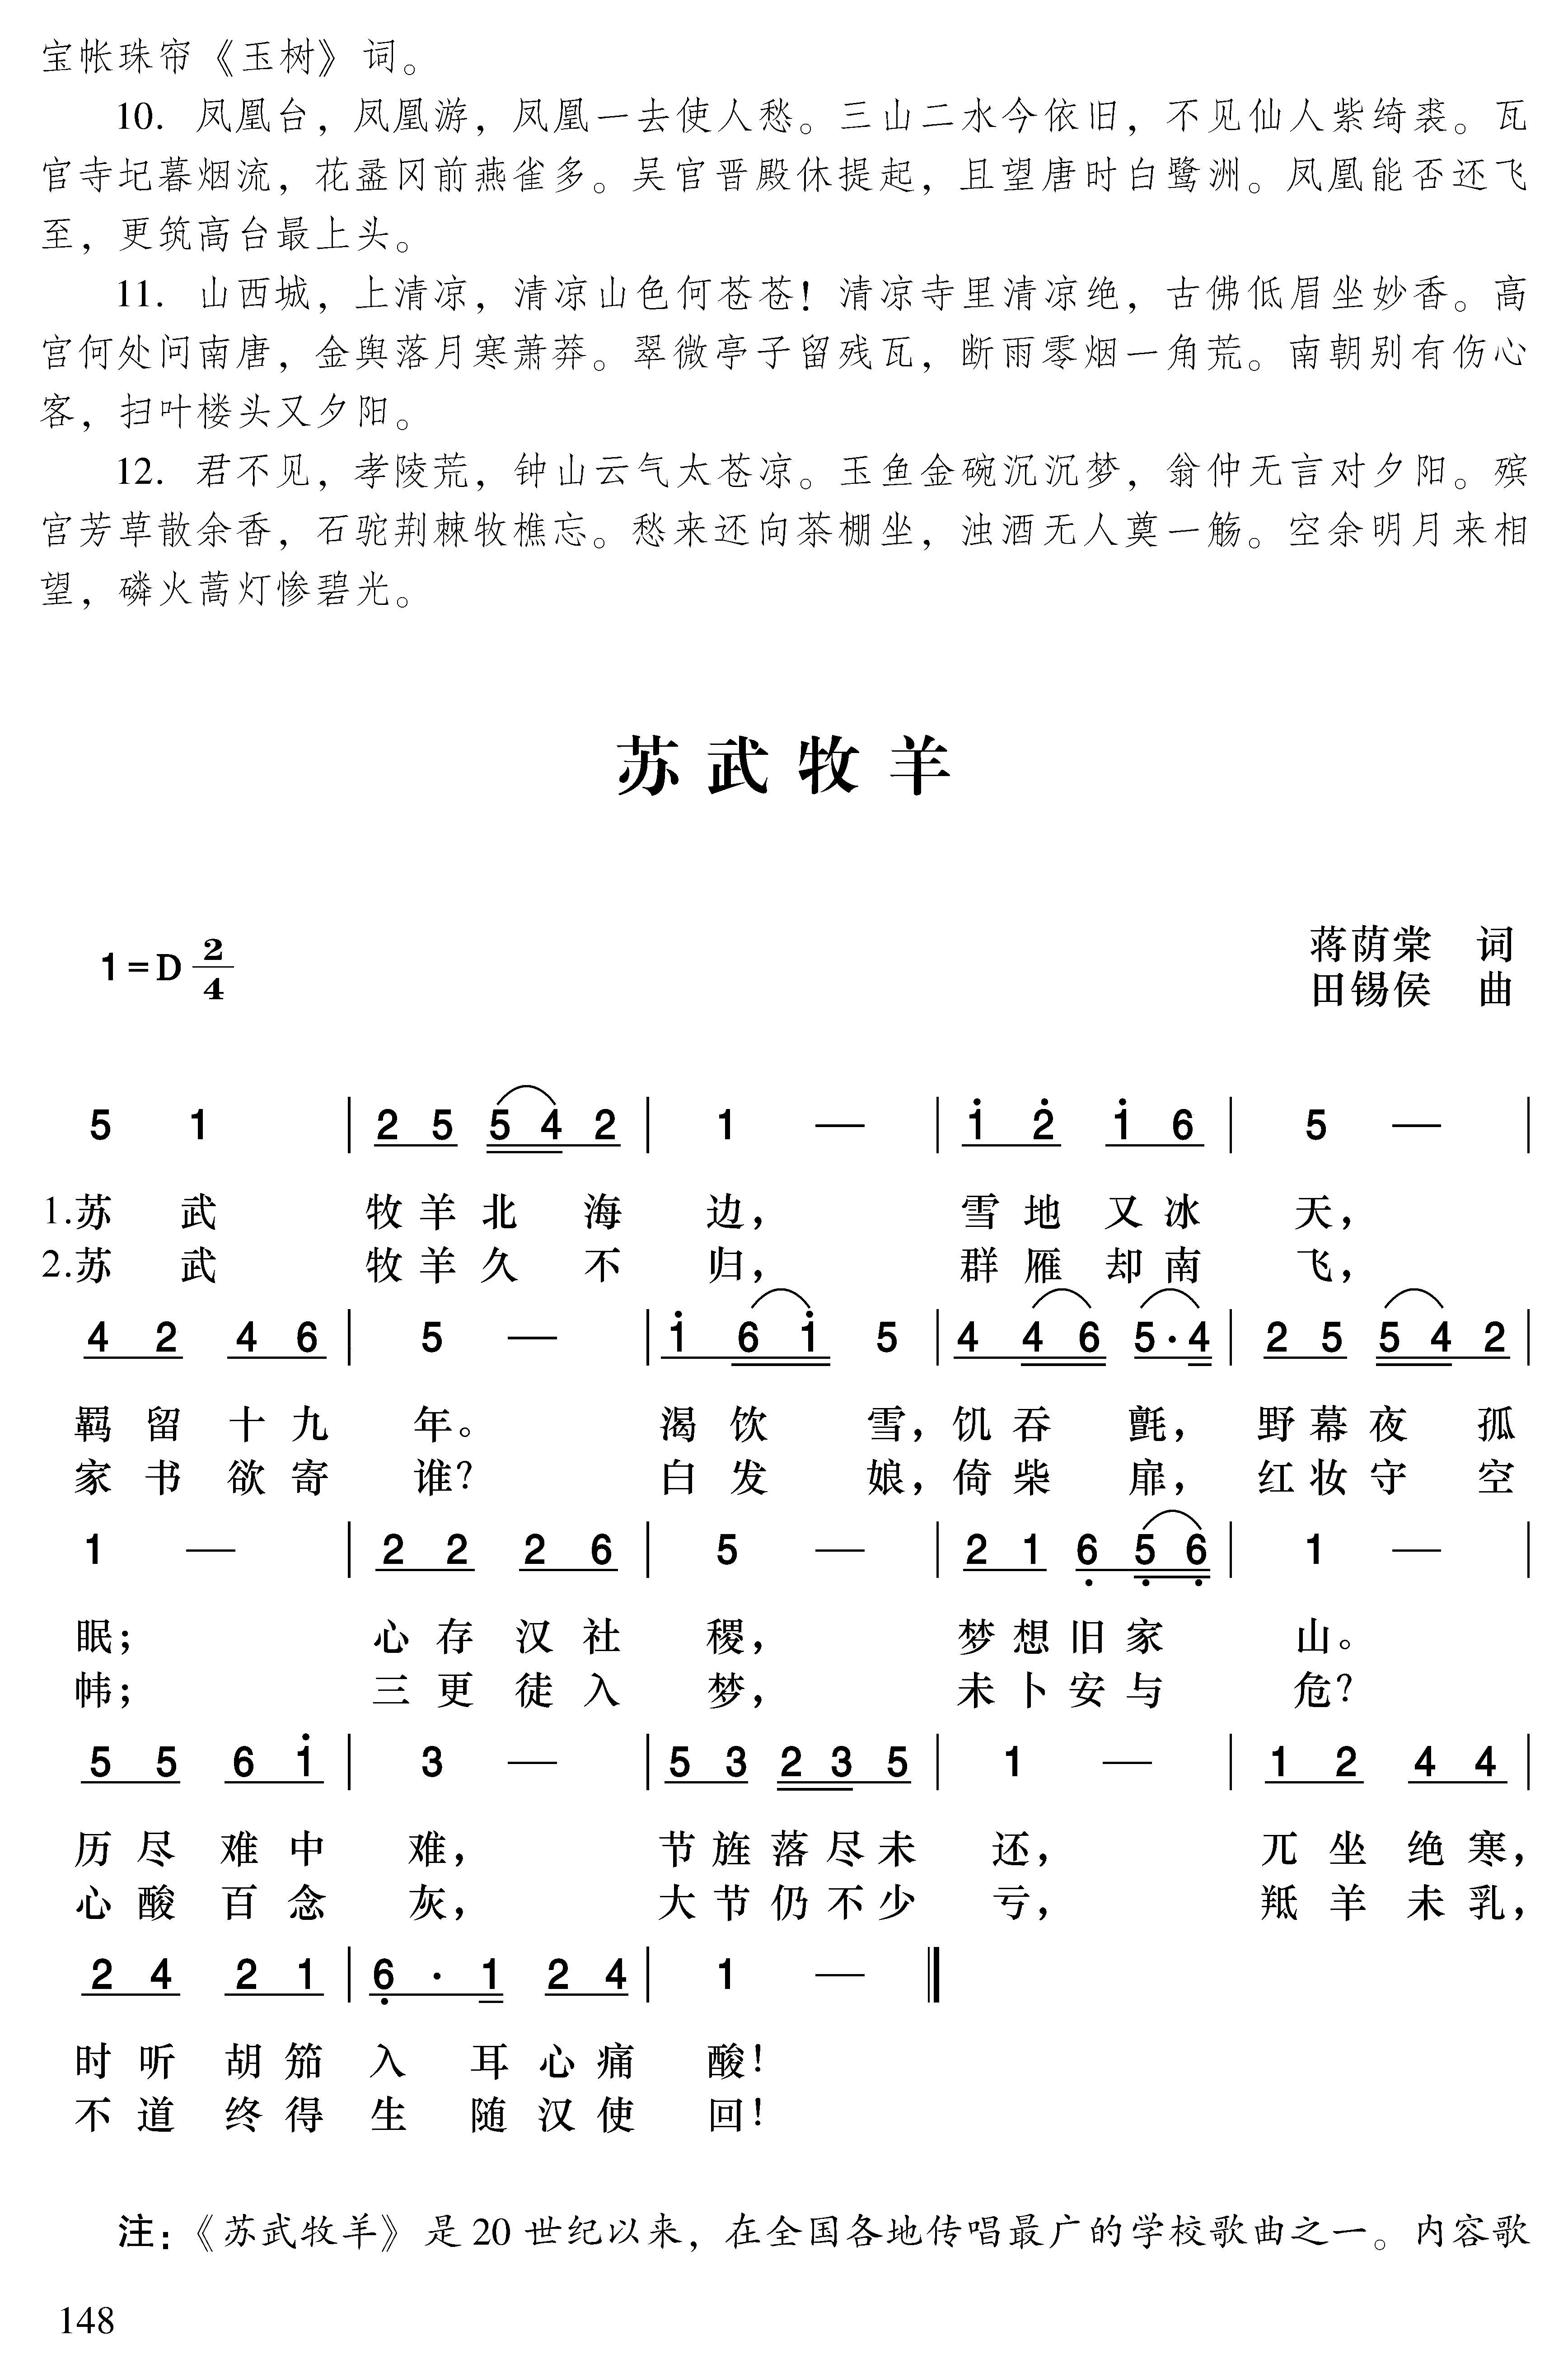 宝帐珠帘《玉树》词。
10. 凤凰台，凤凰游，凤凰一去使人愁。三山二水今依旧，不见仙人紫绮裘。瓦
官寺圮暮烟流，花盝冈前燕雀多。吴官晋殿休提起，且望唐时白鹭洲。凤凰能否还飞
至，更筑高台最上头。
11. 山西城，上清凉，清凉山色何苍苍！清凉寺里清凉绝，古佛低眉坐妙香。高
宫何处问南唐，金舆落月寒萧莽。翠微亭子留残瓦，断雨零烟一角荒。南朝别有伤心
客，扫叶楼头又夕阳。
12. 君不见，孝陵荒，钟山云气太苍凉。玉鱼金碗沉沉梦，翁仲无言对夕阳。殡
宫芳草散余香，石驼荆棘牧樵忘。愁来还向茶棚坐，浊酒无人奠一觞。空余明月来相
望，磷火蒿灯惨碧光。
苏武牧羊
1=D 2/4
蒋荫棠 词
田锡侯 曲
5 1 | 2 5 5 4 2 | 1 — | i 2̇ i 6 | 5 — |
1.苏 武 牧羊北 海 边， 雪地又冰 天，
2.苏 武 牧羊久 不 归， 群雁却南 飞，
4 2 4 6 | 5 — | i 6 i 5 | 4 4 6 5·4 | 2 5 5 4 2 |
羁留十九 年。 渴饮 雪，饥吞 毡， 野幕夜 孤
家书欲寄 谁？ 白发 娘，倚柴 扉， 红妆守 空
1 — | 2 2 2 6 | 5 — | 2 1 6̣ 5̣ 6̣ | 1 — |
眠； 心存汉社 稷， 梦想旧家 山。
帏； 三更徒入 梦， 未卜安与 危？
5 5 6 i | 3 — | 5 3 2 3 5 | 1 — | 1 2 4 4 |
历尽难中 难， 节旌落尽未 还， 兀坐绝寒，
心酸百念 灰， 大节仍不少 亏， 羝羊未乳，
2 4 2 1 | 6̣ · 1 2 4 | 1 — ‖
时听胡笳 入 耳心痛 酸！
不道终得 生 随汉使 回！
注：《苏武牧羊》是20世纪以来，在全国各地传唱最广的学校歌曲之一。内容歌
148